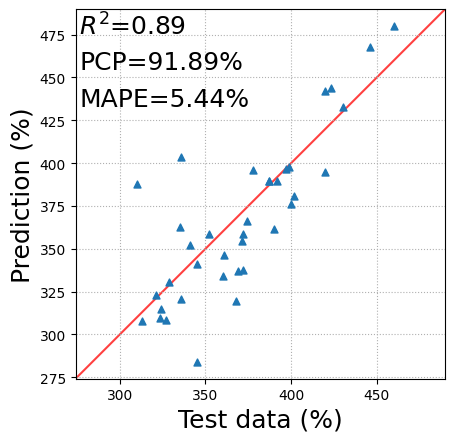 R²=0.89
PCP=91.89%
MAPE=5.44%
Prediction (%)
475
450
425
400
375
350
325
300
275
300 350 400 450
Test data (%)